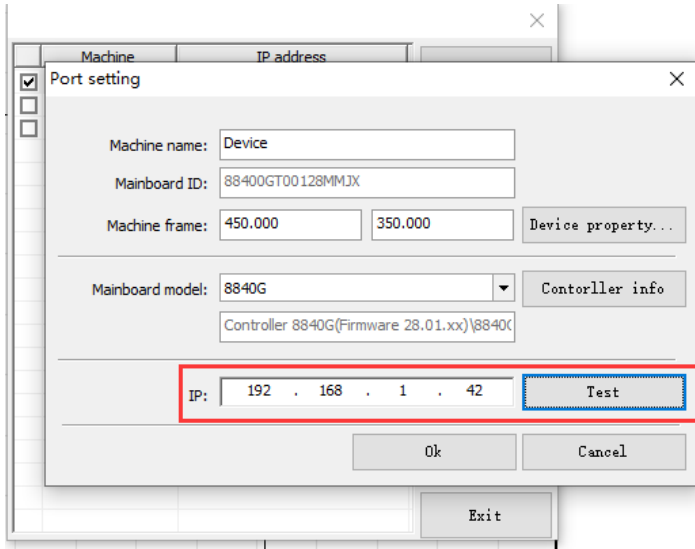 Machine IP address
Port setting
Machine name: Device
Mainboard ID: 88400GT00128MMJX
Machine frame: 450.000 350.000 Device property...
Mainboard model: 8840G Contorller info
Controller 8840G(Firmware 28.01.xx)\8840(
IP: 192 . 168 . 1 . 42 Test
Ok Cancel
Exit